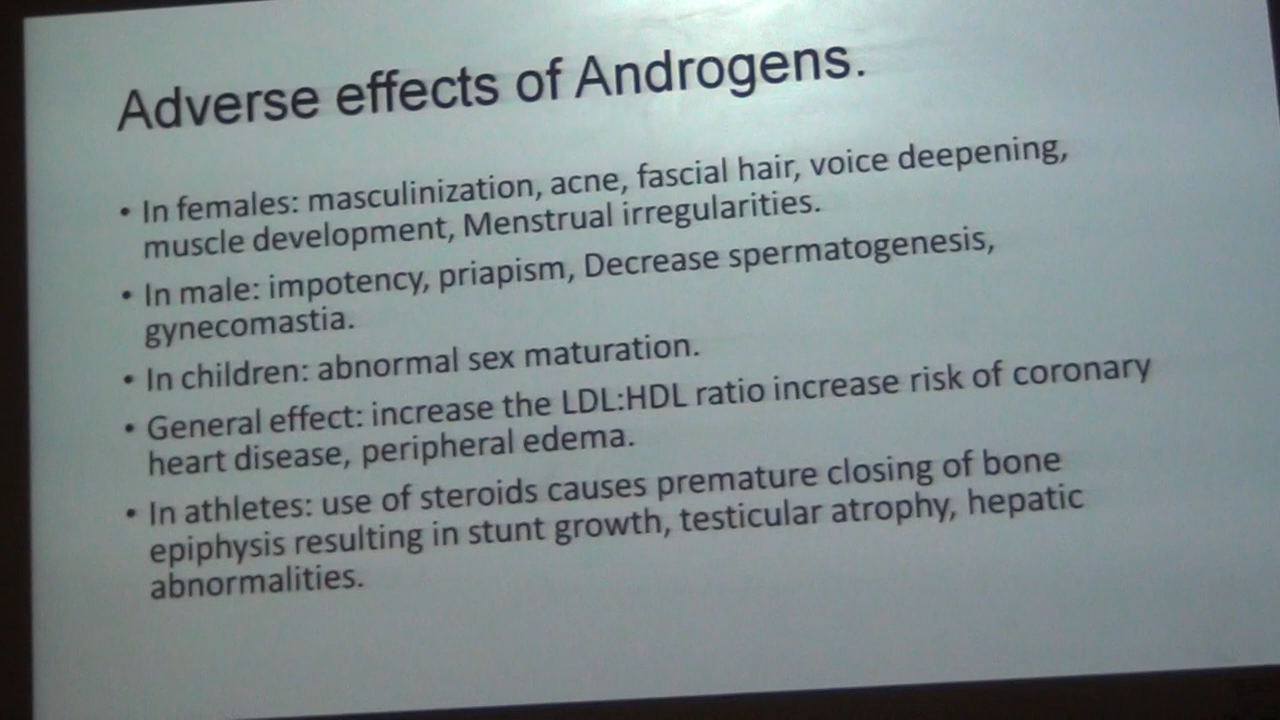 Adverse effects of Androgens.
• In females: masculinization, acne, fascial hair, voice deepening,
muscle development, Menstrual irregularities.
• In male: impotency, priapism, Decrease spermatogenesis,
gynecomastia.
• In children: abnormal sex maturation.
• General effect: increase the LDL:HDL ratio increase risk of coronary
heart disease, peripheral edema.
• In athletes: use of steroids causes premature closing of bone
epiphysis resulting in stunt growth, testicular atrophy, hepatic
abnormalities.